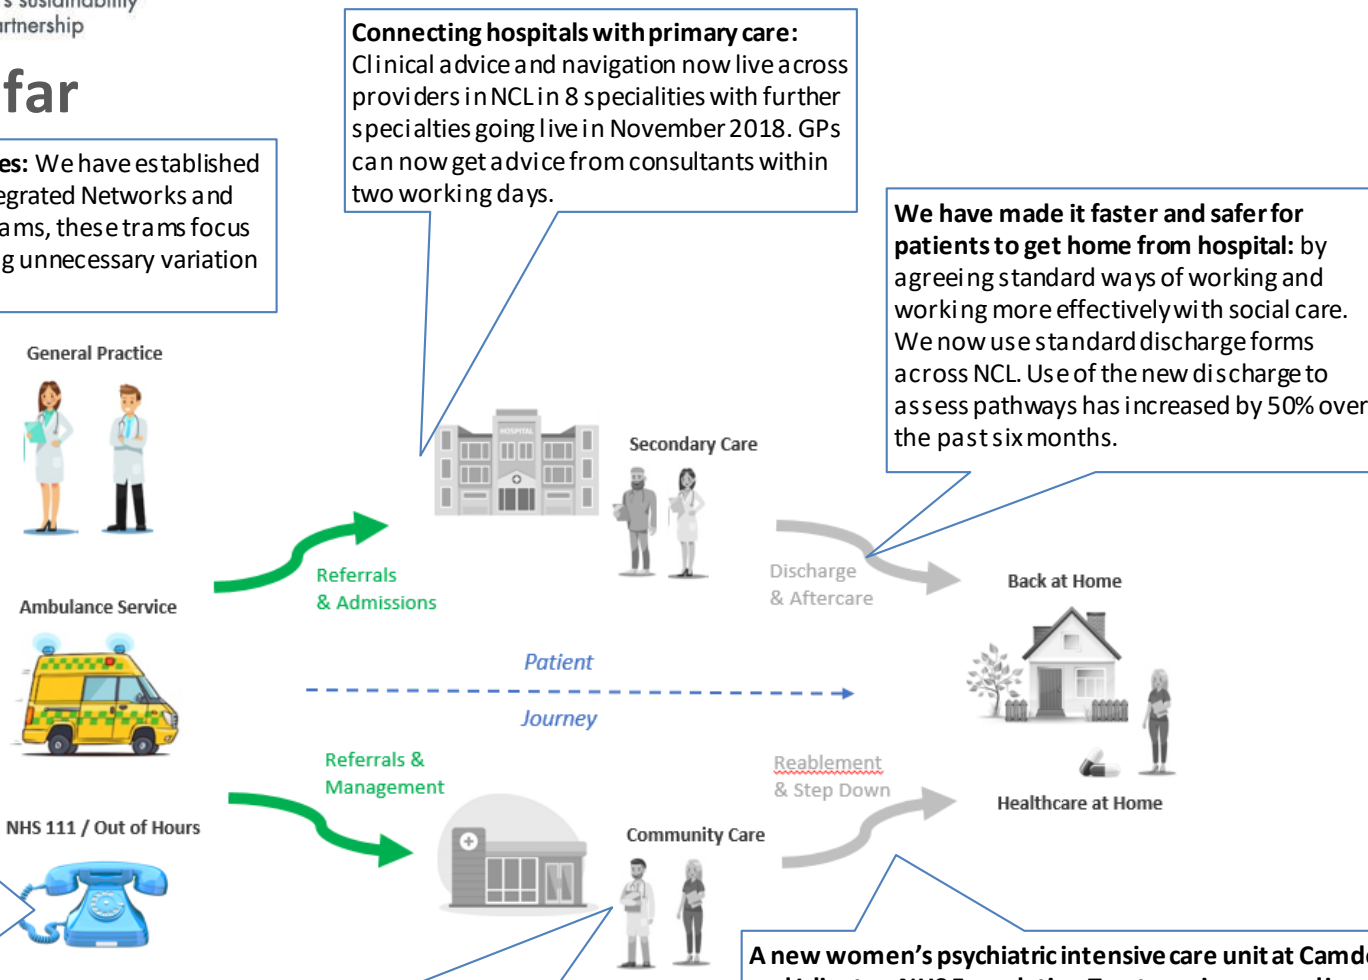 partnership
far
Connecting hospitals with primary care:
Clinical advice and navigation now live across
providers in NCL in 8 specialities with further
specialties going live in November 2018. GPs
can now get advice from consultants within
two working days.
es: We have established
egrated Networks and
ams, these trams focus
g unnecessary variation
We have made it faster and safer for
patients to get home from hospital: by
agreeing standard ways of working and
working more effectively with social care.
We now use standard discharge forms
across NCL. Use of the new discharge to
assess pathways has increased by 50% over
the past six months.
General Practice
HOSPITAL
Secondary Care
Referrals
& Admissions
Discharge
& Aftercare
Ambulance Service
Back at Home
Patient
Journey
Referrals &
Management
Reablement
& Step Down
Healthcare at Home
NHS 111 / Out of Hours
Community Care
A new women's psychiatric intensive care unit at Camd